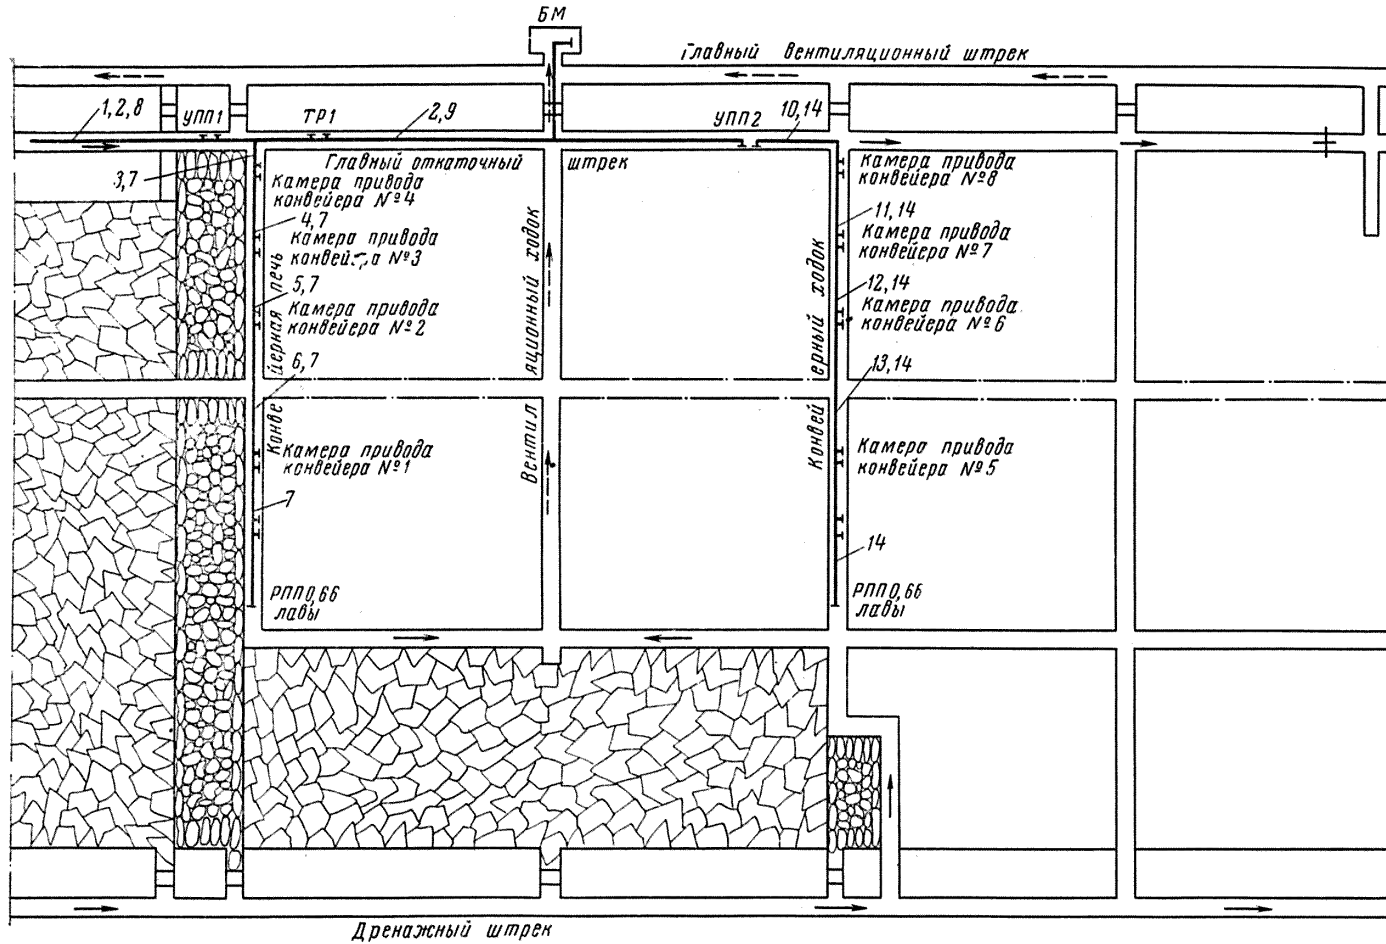 БМ
Главный вентиляционный штрек
1,2,8
УПП1
ТР1
2,9
УПП2
10,14
Главный откаточный штрек
3,7
Камера привода
конвейера №4
4,7
Камера привода
конвейера №3
5,7
Камера привода
конвейера №2
6,7
Камера привода
конвейера №1
7
РПП0,66
лавы
Конвейерная печь
Вентиляционный ходок
Конвейерный ходок
Камера привода
конвейера №8
11,14
Камера привода
конвейера №7
12,14
Камера привода
конвейера №6
13,14
Камера привода
конвейера №5
14
РПП0,66
лавы
Дренажный штрек